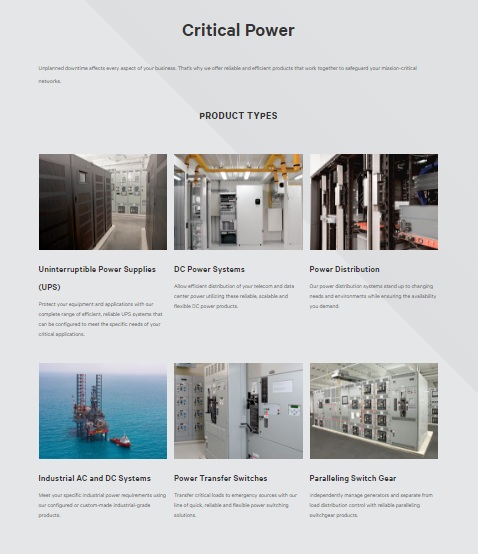 Critical Power
Unplanned downtime affects every aspect of your business. That's why we offer reliable and efficient products that work together to safeguard your mission-critical
networks.
PRODUCT TYPES
Uninterruptible Power Supplies
(UPS)
Protect your equipment and applications with our
complete range of efficient, reliable UPS systems that
can be configured to meet the specific needs of your
critical applications.
DC Power Systems
Allow efficient distribution of your telecom and data
center power utilizing these reliable, scalable and
flexible DC power products.
Power Distribution
Our power distribution systems stand up to changing
needs and environments while ensuring the availability
you demand.
Industrial AC and DC Systems
Meet your specific industrial power requirements using
our configured or custom-made industrial-grade
products.
Power Transfer Switches
Transfer critical loads to emergency sources with our
line of quick, reliable and flexible power switching
solutions.
Paralleling Switch Gear
Independently manage generators and separate from
load distribution control with reliable paralleling
switchgear products.